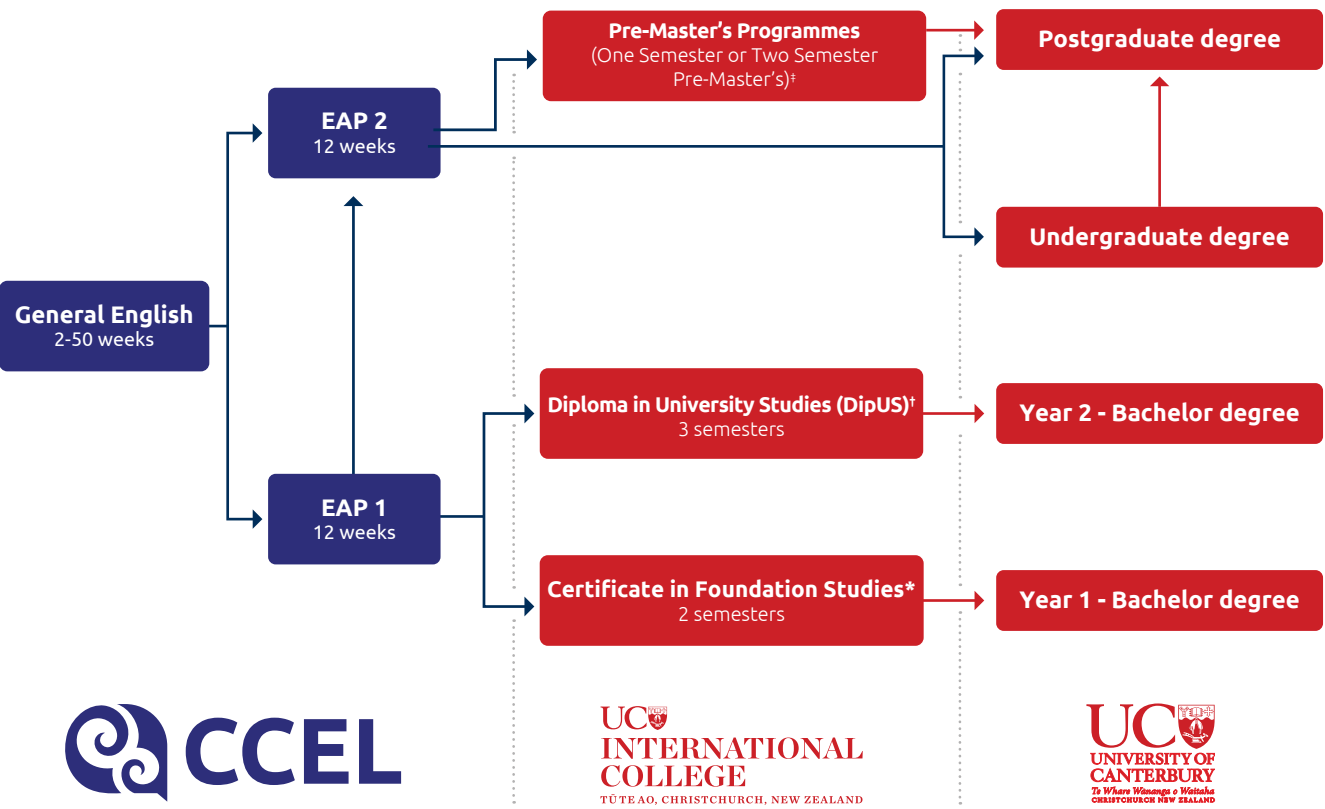 Pre-Master's Programmes
(One Semester or Two Semester
Pre-Master's)‡
Postgraduate degree
EAP 2
12 weeks
Undergraduate degree
General English
2-50 weeks
Diploma in University Studies (DipUS)†
3 semesters
Year 2 - Bachelor degree
EAP 1
12 weeks
Certificate in Foundation Studies*
2 semesters
Year 1 - Bachelor degree
CCEL
UC
INTERNATIONAL
COLLEGE
TŪTE AO, CHRISTCHURCH, NEW ZEALAND
UC
UNIVERSITY OF
CANTERBURY
Te Whare Wānanga o Waitaha
CHRISTCHURCH NEW ZEALAND